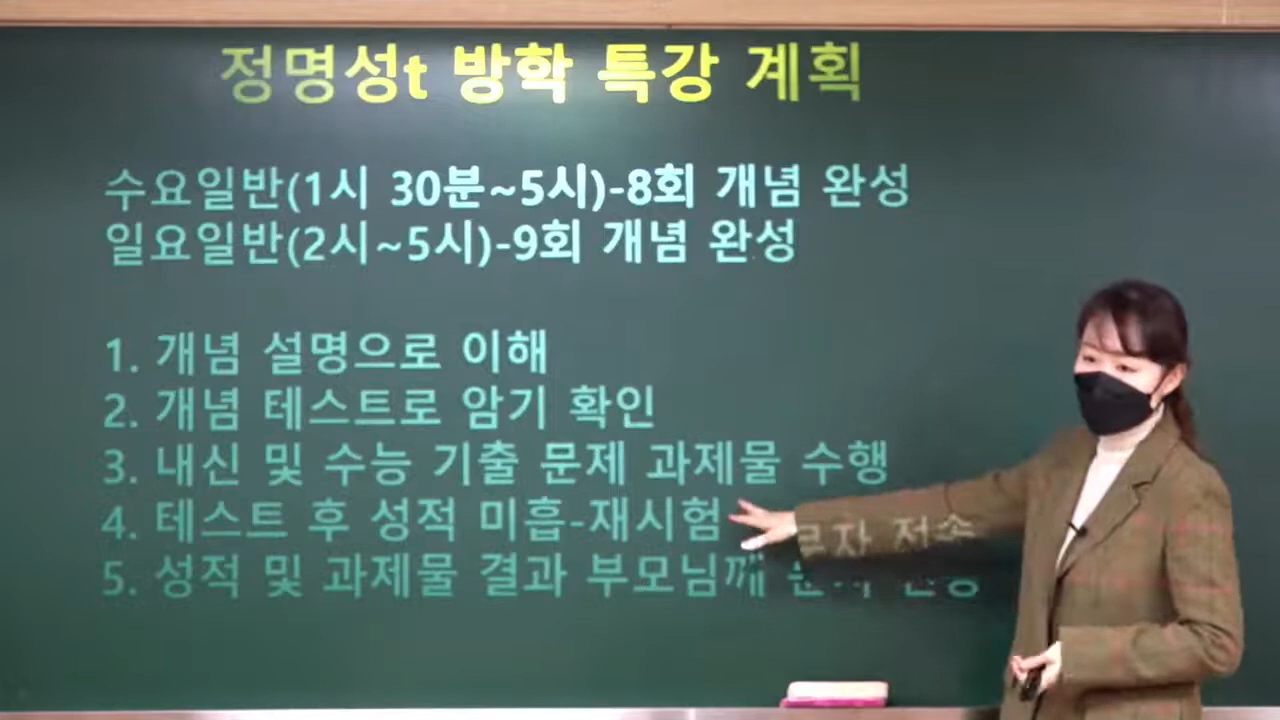 정명성t 방학 특강 계획
수요일반(1시 30분~5시)-8회 개념 완성
일요일반(2시~5시)-9회 개념 완성
1. 개념 설명으로 이해
2. 개념 테스트로 암기 확인
3. 내신 및 수능 기출 문제 과제물 수행
4. 테스트 후 성적 미흡-재시험
5. 성적 및 과제물 결과 부모님께 문자 전송